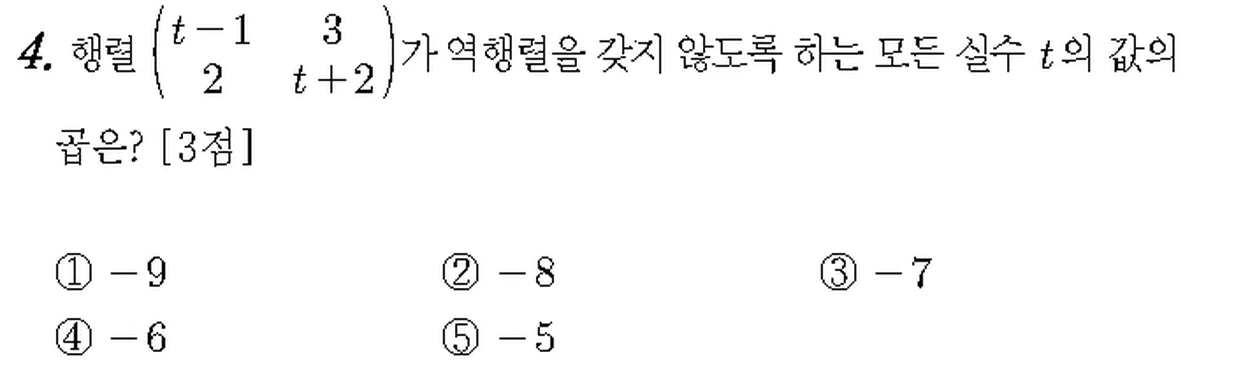 4. 행렬 \begin{pmatrix} t-1 & 3 \\ 2 & t+2 \end{pmatrix}가 역행렬을 갖지 않도록 하는 모든 실수 t의 값의
곱은? [3점]
① -9 ② -8 ③ -7
④ -6 ⑤ -5